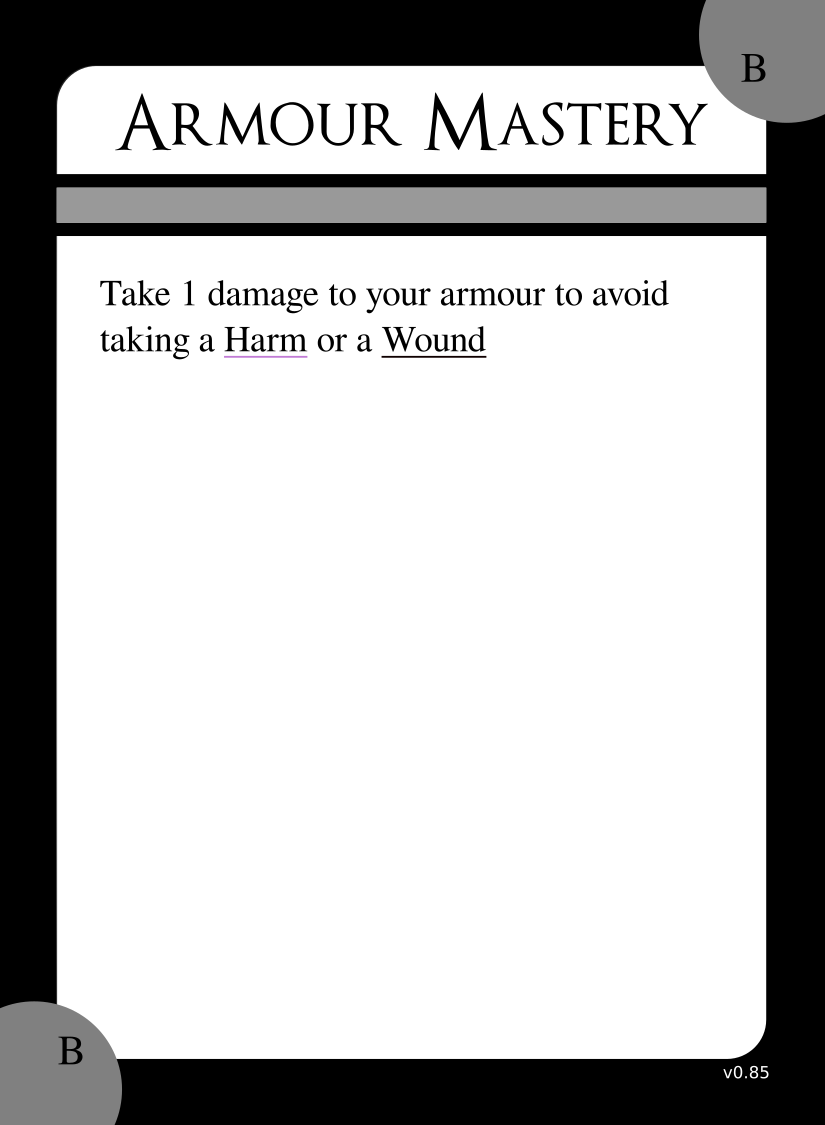 B
Armour Mastery
Take 1 damage to your armour to avoid
taking a Harm or a Wound
B
v0.85